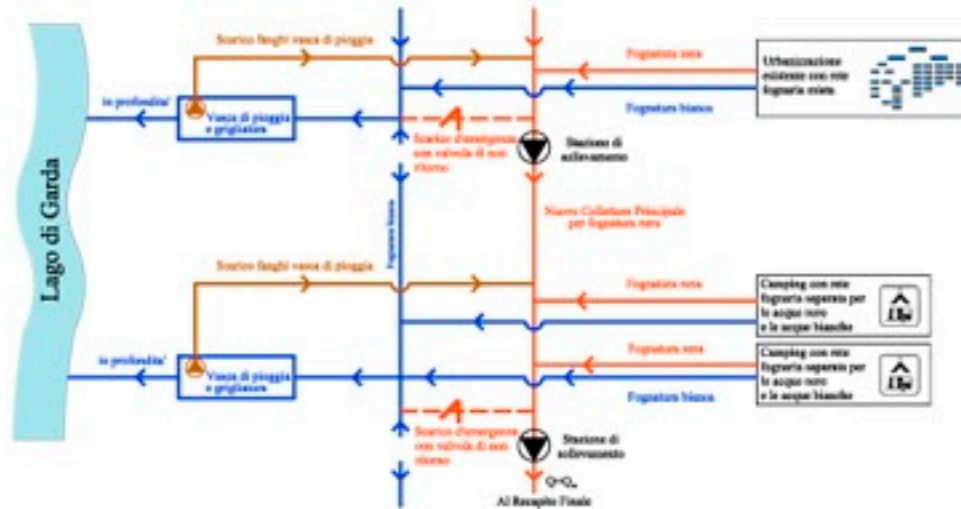 Scarico fanghi vasca di pioggia
Fognatura nera
Urbanizzazione
esistente con rete
fognaria mista
in profondita'
Vasca di pioggia
e grigliatura
Fognatura bianca
Scarico d'emergenza
con valvola di non
ritorno
Stazione di
sollevamento
Lago di Garda
Fognatura bianca
Nuovo Collettore Principale
per fognatura nera
Scarico fanghi vasca di pioggia
Fognatura nera
Camping con rete
fognaria separata per
le acque nere
e le acque bianche
in profondita'
Vasca di pioggia
e grigliatura
Fognatura nera
Camping con rete
fognaria separata per
le acque nere
e le acque bianche
Fognatura bianca
Scarico d'emergenza
con valvola di non
ritorno
Stazione di
sollevamento
Al Recapito Finale